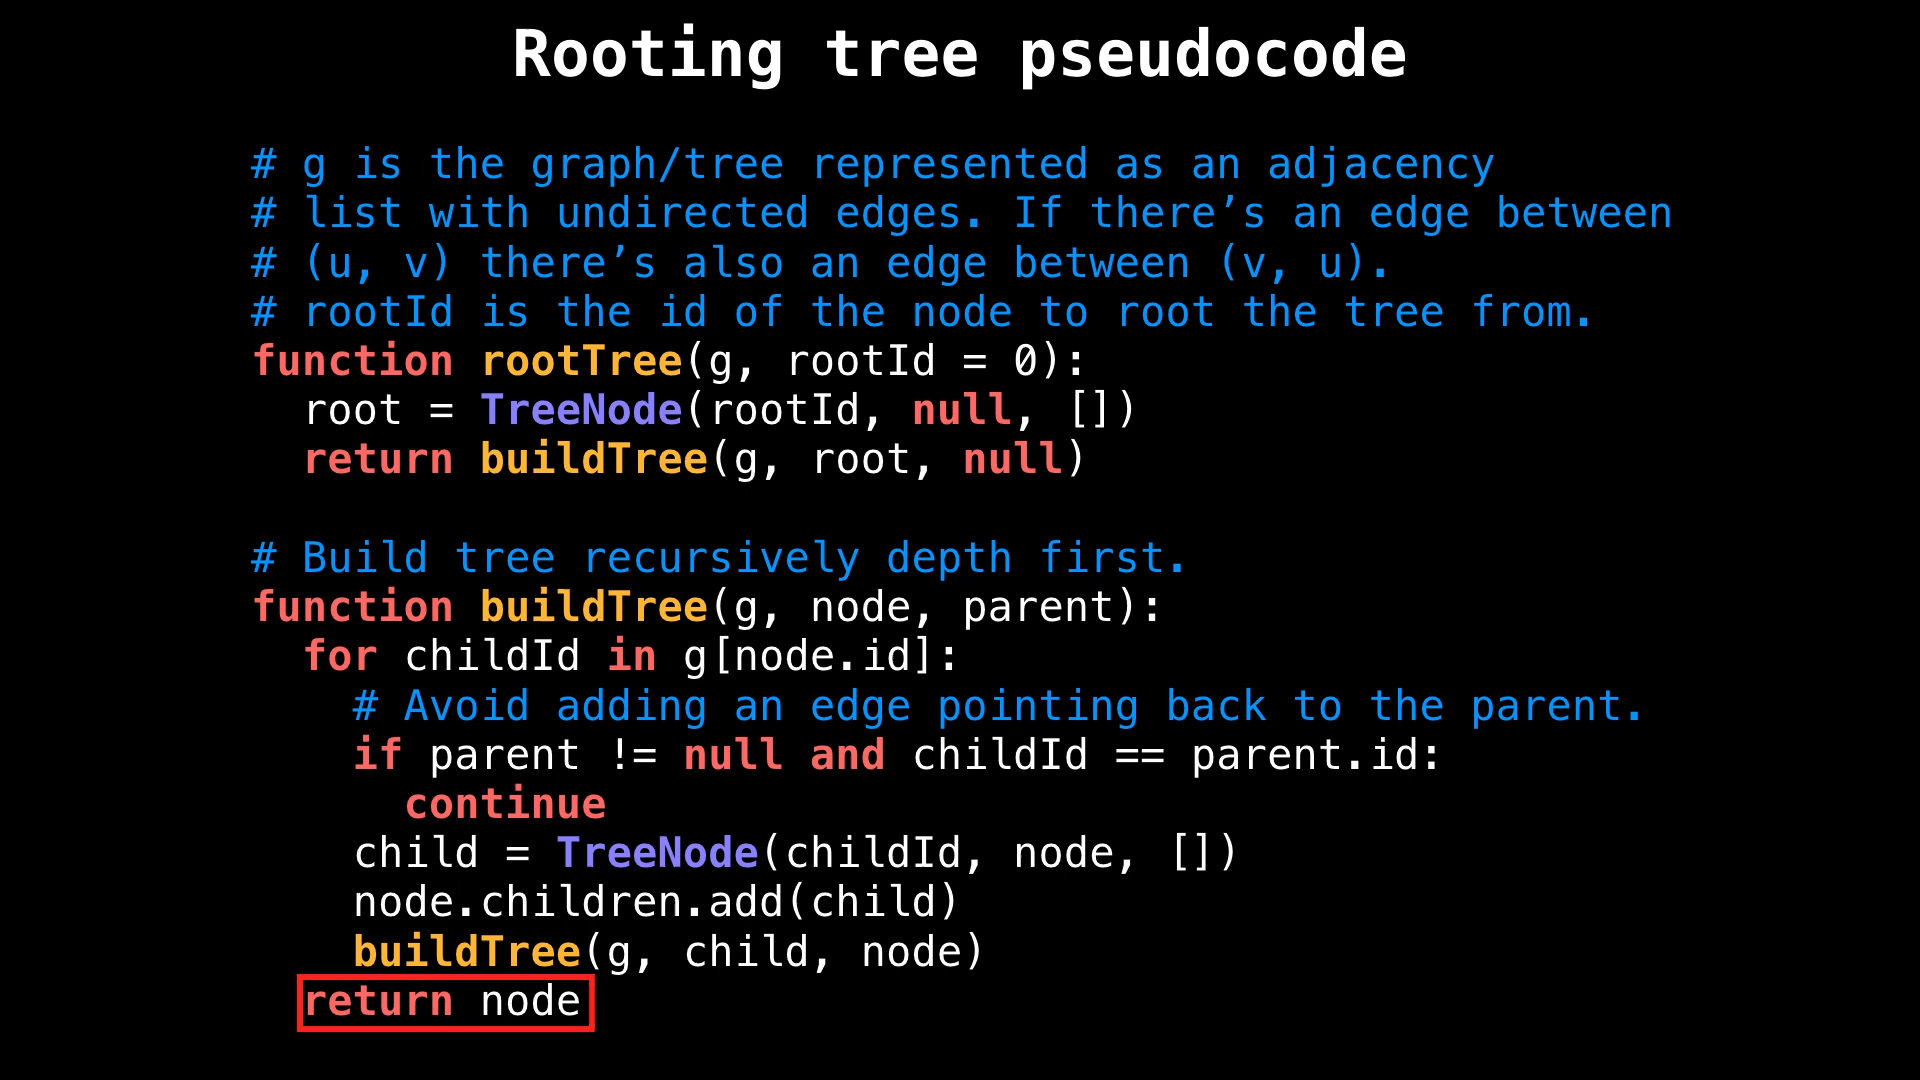 Rooting tree pseudocode
# g is the graph/tree represented as an adjacency
# list with undirected edges. If there’s an edge between
# (u, v) there’s also an edge between (v, u).
# rootId is the id of the node to root the tree from.
function rootTree(g, rootId = 0):
  root = TreeNode(rootId, null, [])
  return buildTree(g, root, null)

# Build tree recursively depth first.
function buildTree(g, node, parent):
  for childId in g[node.id]:
    # Avoid adding an edge pointing back to the parent.
    if parent != null and childId == parent.id:
      continue
    child = TreeNode(childId, node, [])
    node.children.add(child)
    buildTree(g, child, node)
  return node